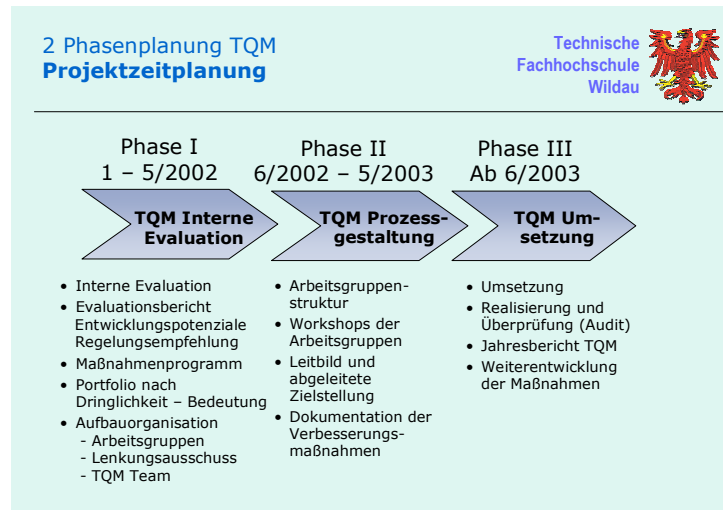 2 Phasenplanung TQM
Projektzeitplanung
Technische
Fachhochschule
Wildau
Phase I
1 – 5/2002
TQM Interne
Evaluation
• Interne Evaluation
• Evaluationsbericht
Entwicklungspotenziale
Regelungsempfehlung
• Maßnahmenprogramm
• Portfolio nach
Dringlichkeit – Bedeutung
• Aufbauorganisation
- Arbeitsgruppen
- Lenkungsausschuss
- TQM Team
Phase II
6/2002 – 5/2003
TQM Prozess-
gestaltung
• Arbeitsgruppen-
struktur
• Workshops der
Arbeitsgruppen
• Leitbild und
abgeleitete
Zielstellung
• Dokumentation der
Verbesserungs-
maßnahmen
Phase III
Ab 6/2003
TQM Um-
setzung
• Umsetzung
• Realisierung und
Überprüfung (Audit)
• Jahresbericht TQM
• Weiterentwicklung
der Maßnahmen